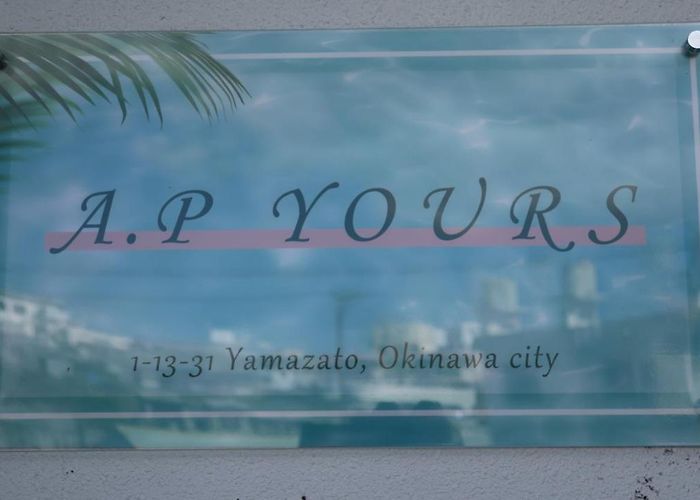 A.P YOURS
1-13-31 Yamazato, Okinawa city